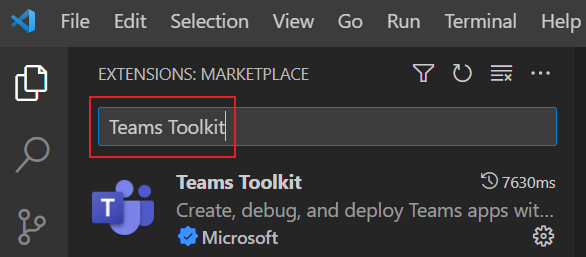 File Edit Selection View Go Run Terminal Help
EXTENSIONS: MARKETPLACE
Teams Toolkit
Teams Toolkit 7630ms
T
Create, debug, and deploy Teams apps wit...
Microsoft